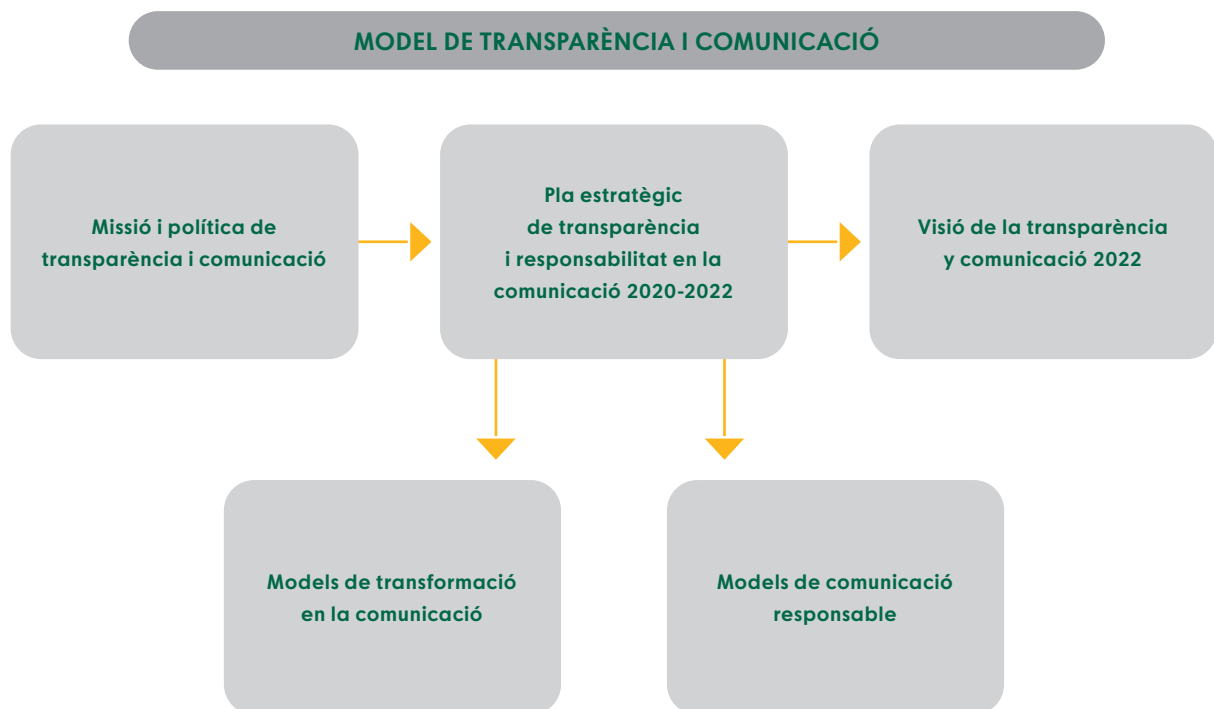 MODEL DE TRANSPARÈNCIA I COMUNICACIÓ
Missió i política de
transparència i comunicació
Pla estratègic
de transparència
i responsabilitat en la
comunicació 2020-2022
Visió de la transparència
y comunicació 2022
Models de transformació
en la comunicació
Models de comunicació
responsable